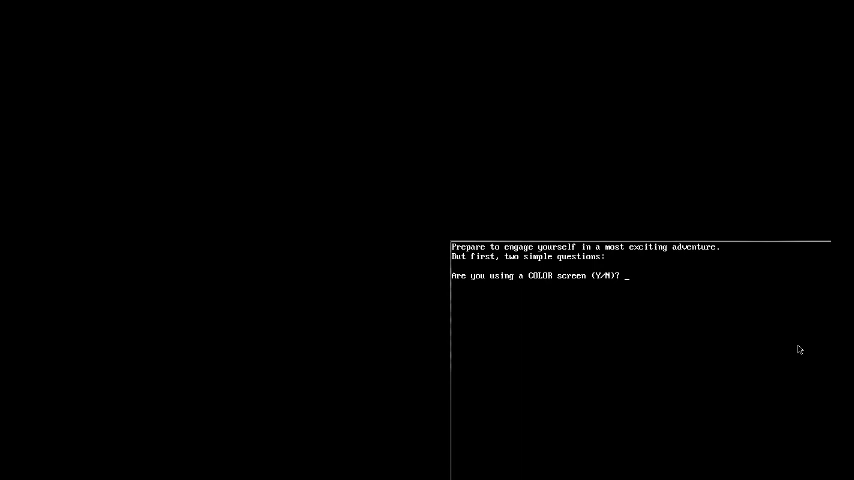 Prepare to engage yourself in a most exciting adventure.
But first, two simple questions:
Are you using a COLOR screen (Y/N)? _